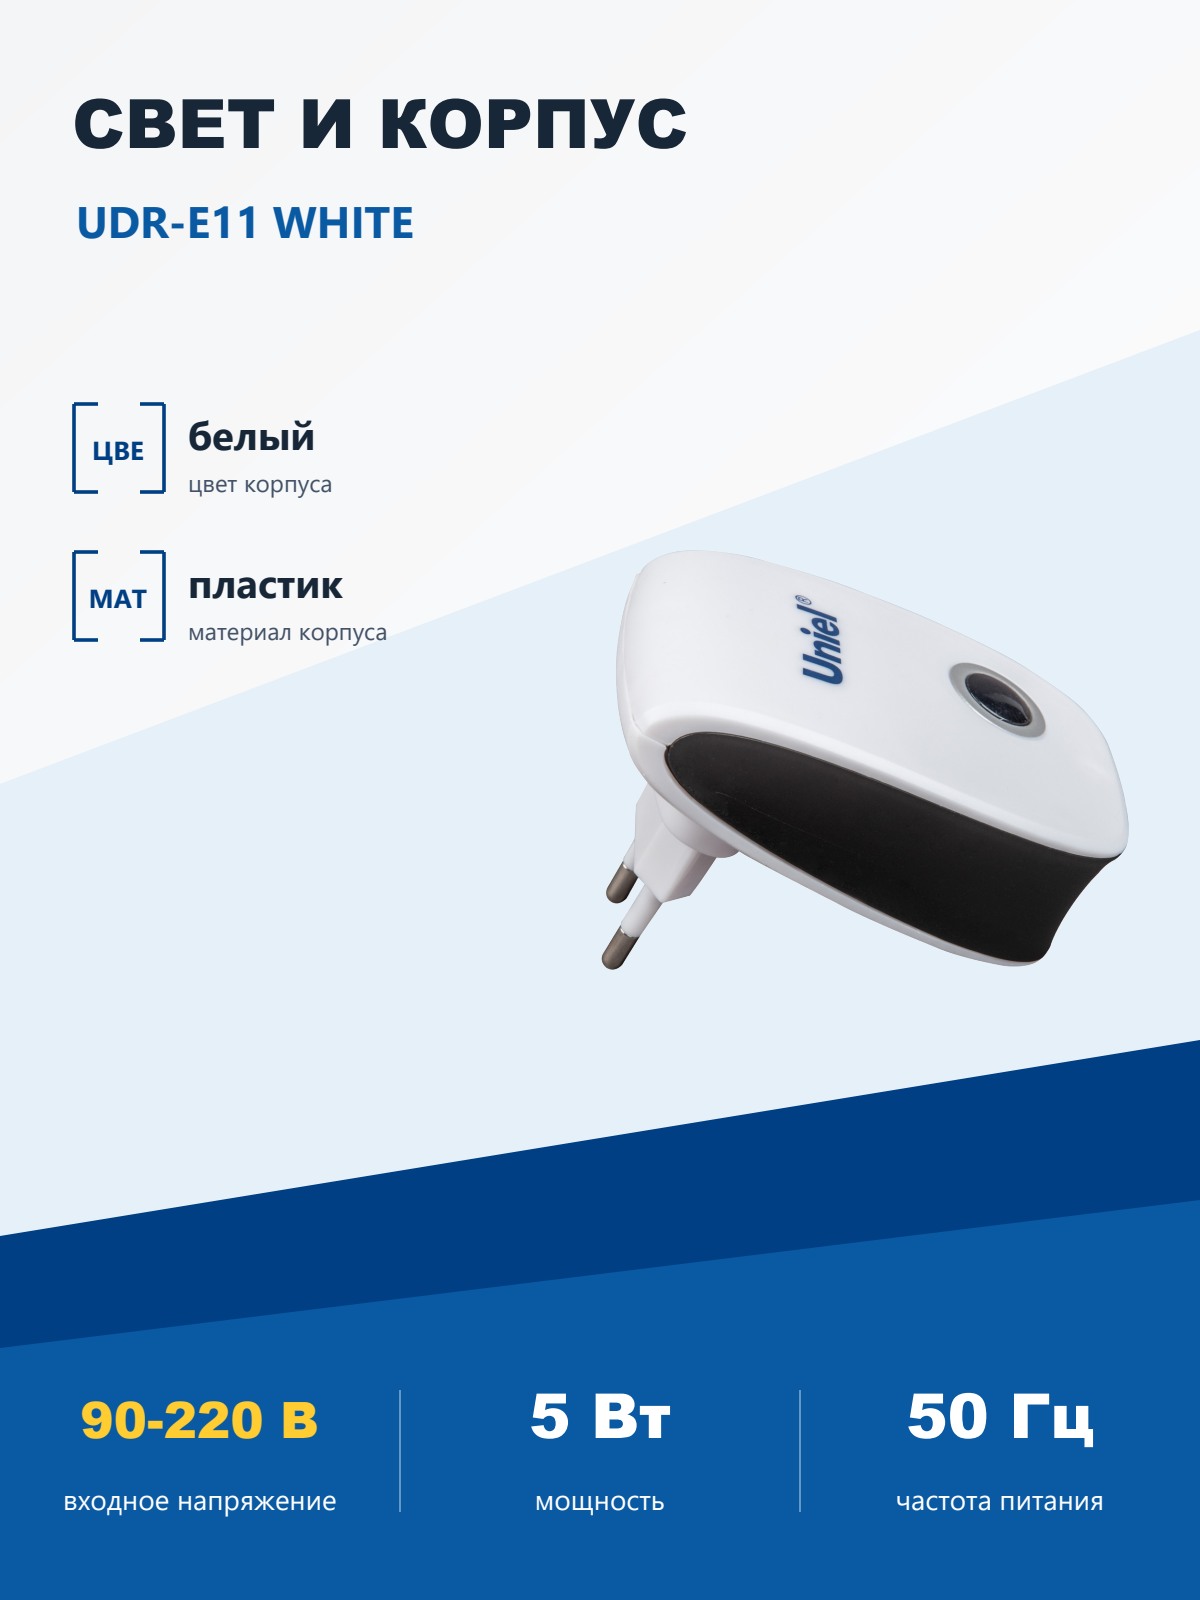 СВЕТ И КОРПУС
UDR-E11 WHITE
ЦВЕ
белый
цвет корпуса
МАТ
пластик
материал корпуса
Uniel®
90-220 В
5 Вт
50 Гц
входное напряжение
мощность
частота питания